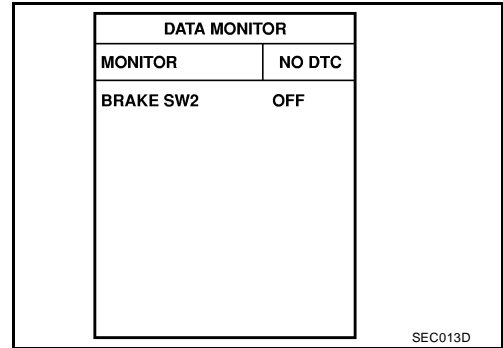 DATA MONITOR
MONITOR NO DTC
BRAKE SW2 OFF
SEC013D